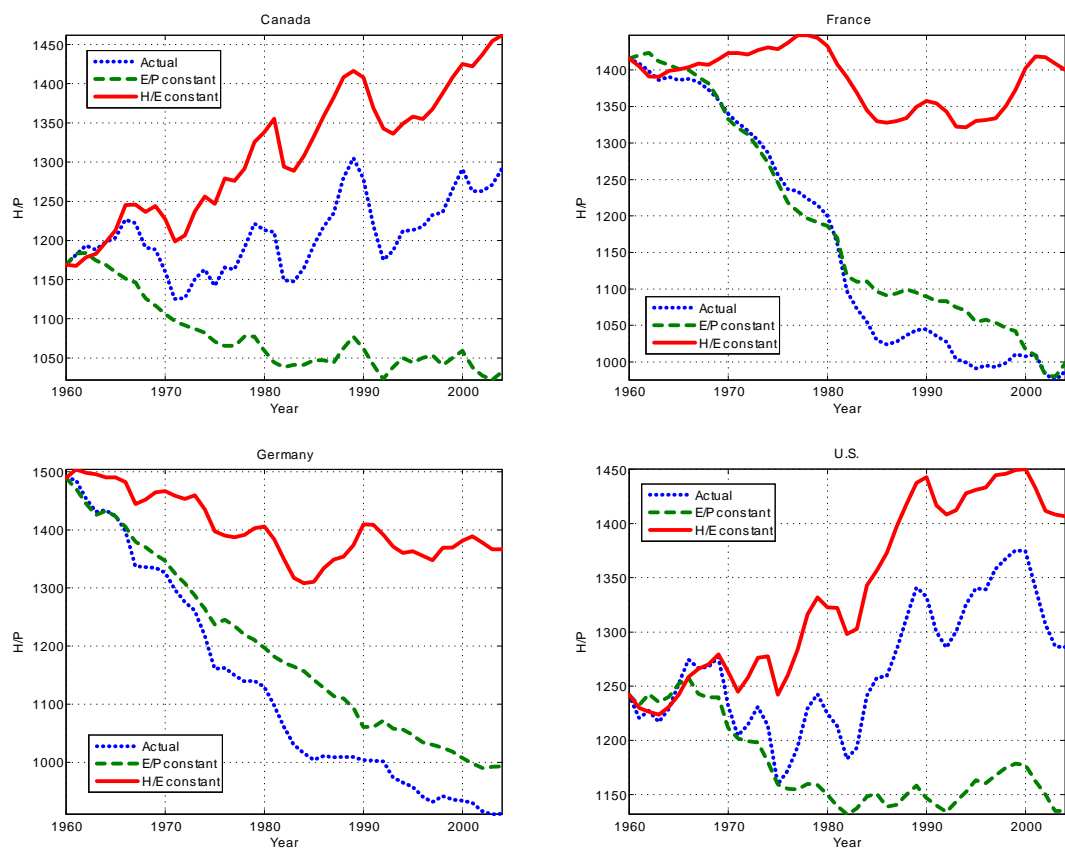 Canada
1450
1400
1350
1300
1250
1200
1150
1100
1050
H/P
Actual
E/P constant
H/E constant
1960 1970 1980 1990 2000
Year
France
1400
1350
1300
1250
1200
1150
1100
1050
1000
H/P
Actual
E/P constant
H/E constant
1960 1970 1980 1990 2000
Year
Germany
1500
1400
1300
1200
1100
1000
H/P
Actual
E/P constant
H/E constant
1960 1970 1980 1990 2000
Year
U.S.
1450
1400
1350
1300
1250
1200
1150
H/P
Actual
E/P constant
H/E constant
1960 1970 1980 1990 2000
Year